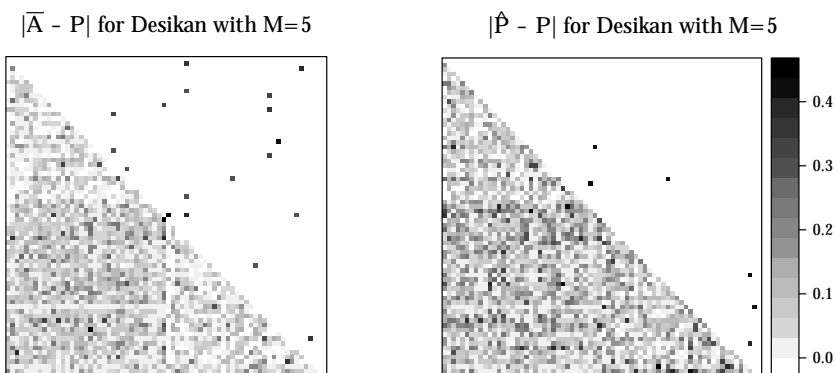 |A̅ - P| for Desikan with M=5
|P̂ - P| for Desikan with M=5
0.4
0.3
0.2
0.1
0.0